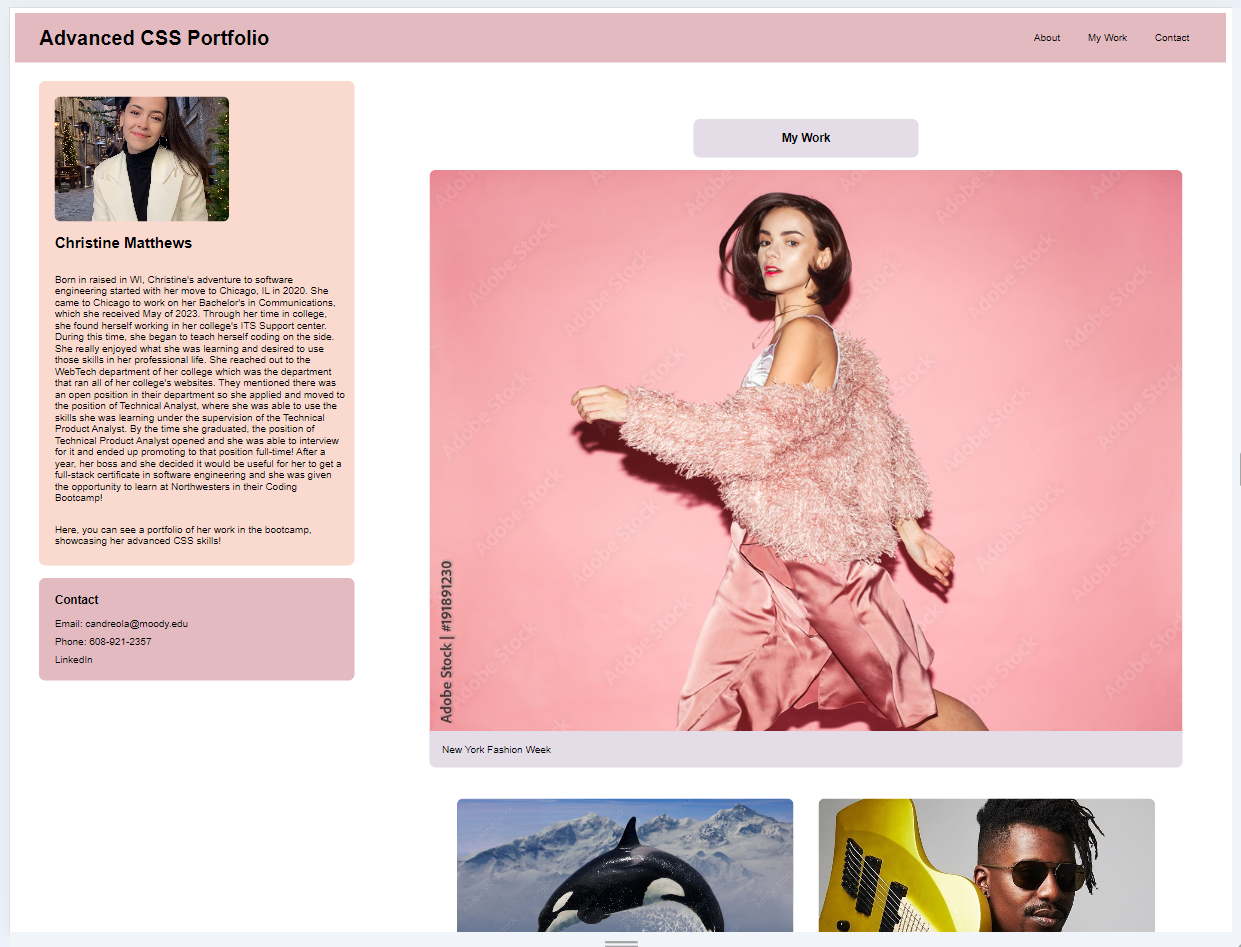 Advanced CSS Portfolio
About
My Work
Contact
Christine Matthews
Born in raised in WI, Christine's adventure to software
engineering started with her move to Chicago, IL in 2020. She
came to Chicago to work on her Bachelor's in Communications,
which she received May of 2023. Through her time in college,
she found herself working in her college's ITS Support center.
During this time, she began to teach herself coding on the side.
She really enjoyed what she was learning and desired to use
those skills in her professional life. She reached out to the
WebTech department of her college which was the department
that ran all of her college's websites. They mentioned there was
an open position in their department so she applied and moved to
the position of Technical Analyst, where she was able to use the
skills she was learning under the supervision of the Technical
Product Analyst. By the time she graduated, the position of
Technical Product Analyst opened and she was able to interview
for it and ended up promoting to that position full-time! After a
year, her boss and she decided it would be useful for her to get a
full-stack certificate in software engineering and she was given
the opportunity to learn at Northwesters in their Coding
Bootcamp!
Here, you can see a portfolio of her work in the bootcamp,
showcasing her advanced CSS skills!
Contact
Email: candreola@moody.edu
Phone: 608-921-2357
LinkedIn
My Work
Adobe Stock
Adobe Stock | #191891230
New York Fashion Week